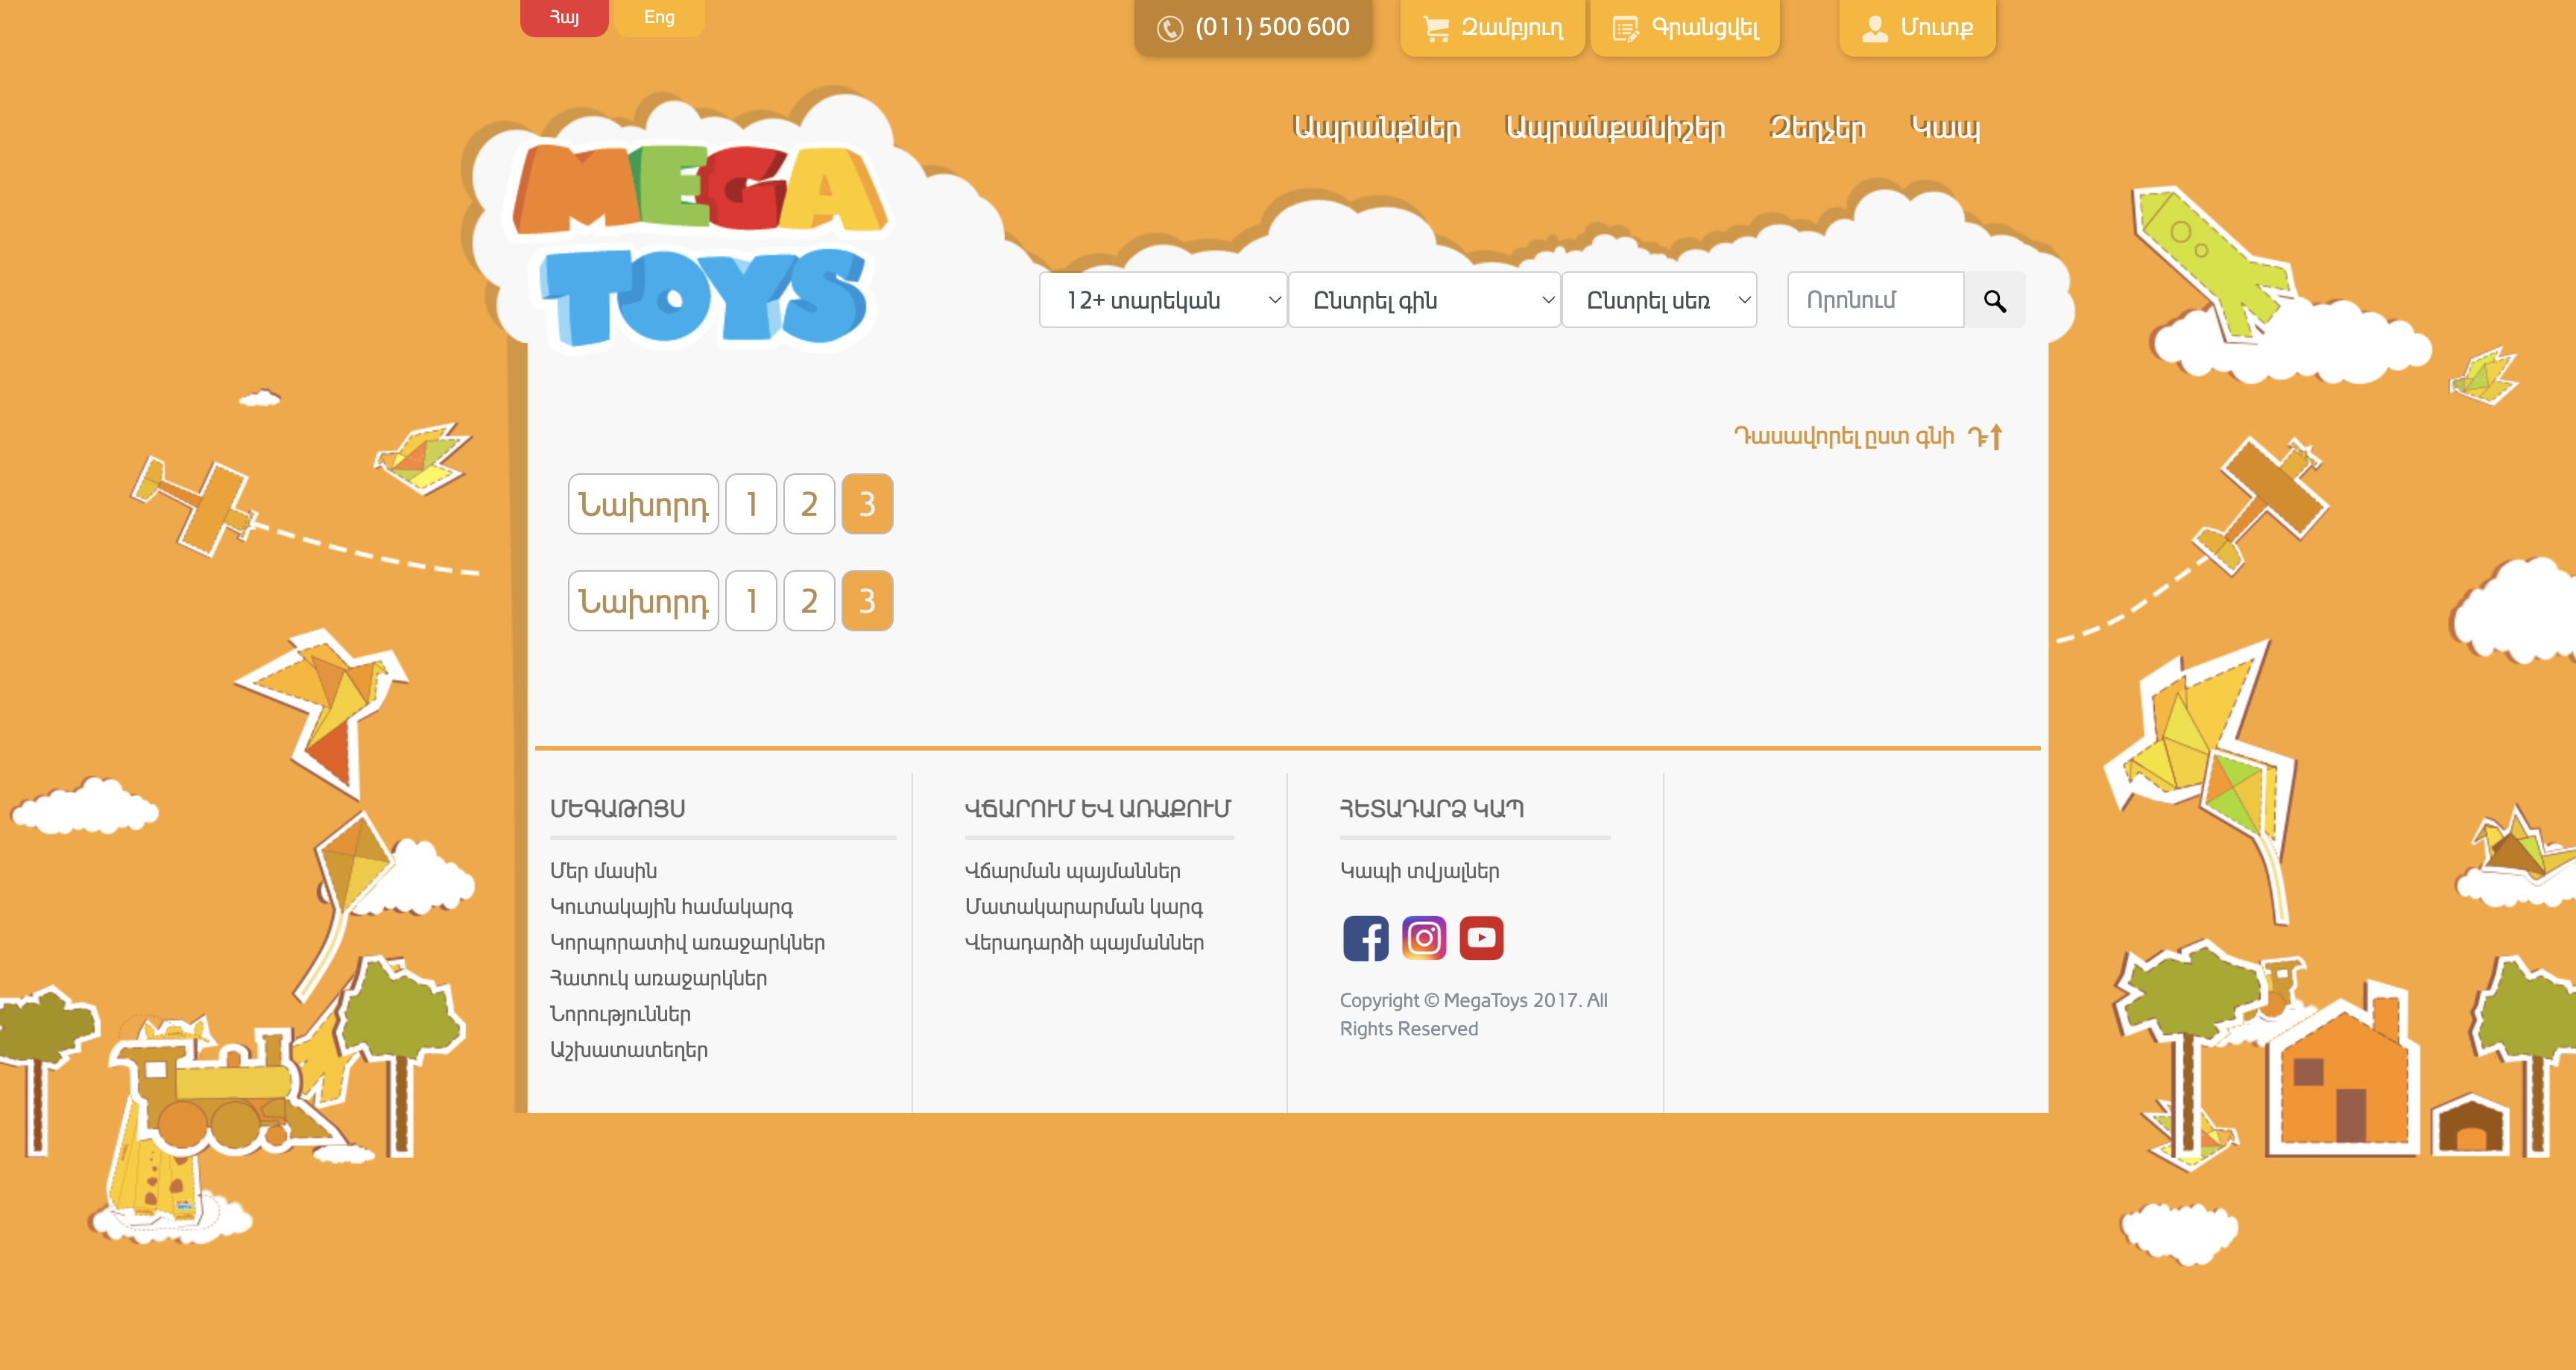 Հայ
Eng
(011) 500 600
Զամբյուղ
Գրանցվել
Մուտք
Ապրանքներ
Ապրանքանիշեր
Զեղչեր
Կապ
MEGA
TOYS
12+ տարեկան
Ընտրել գին
Ընտրել սեռ
Որոնում
Դասավորել ըստ գնի
Նախորդ 1 2 3
Նախորդ 1 2 3
ՄԵԳԱԹՈՅՍ
Մեր մասին
Կուտակային համակարգ
Կորպորատիվ առաջարկներ
Հատուկ առաջարկներ
Նորություններ
Աշխատատեղեր
ՎՃԱՐՈՒՄ ԵՎ ԱՌԱՔՈՒՄ
Վճարման պայմաններ
Մատակարարման կարգ
Վերադարձի պայմաններ
ՀԵՏԱԴԱՐՁ ԿԱՊ
Կապի տվյալներ
Copyright © MegaToys 2017. All
Rights Reserved